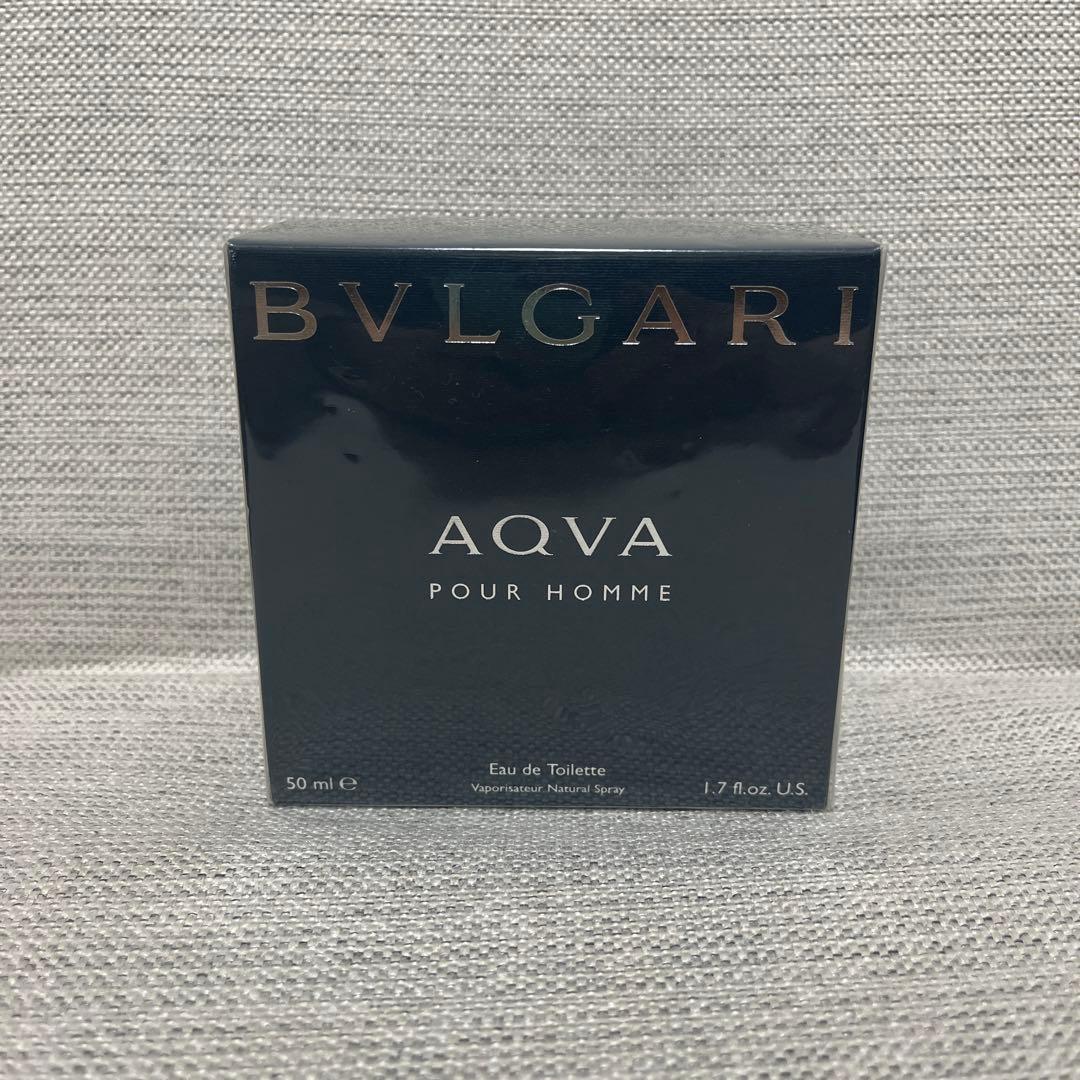 BVLGARI
AQVA
POUR HOMME
Eau de Toilette
50 ml ℮
Vaporisateur Natural Spray
1.7 fl.oz. U.S.